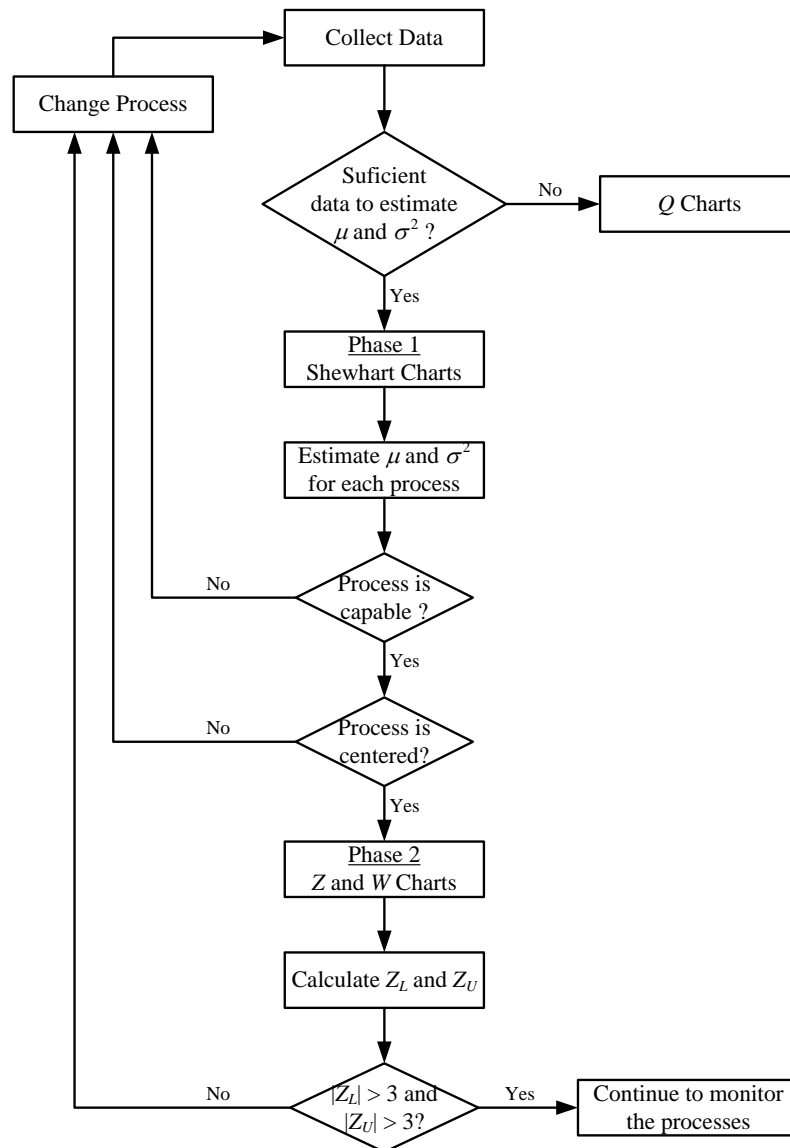 Collect Data
Change Process
Suficient
data to estimate
μ and σ² ?
No
Q Charts
Yes
Phase 1
Shewhart Charts
Estimate μ and σ²
for each process
No
Process is
capable ?
Yes
No
Process is
centered?
Yes
Phase 2
Z and W Charts
Calculate Z_L and Z_U
No
|Z_L| > 3 and
|Z_U| > 3?
Yes
Continue to monitor
the processes